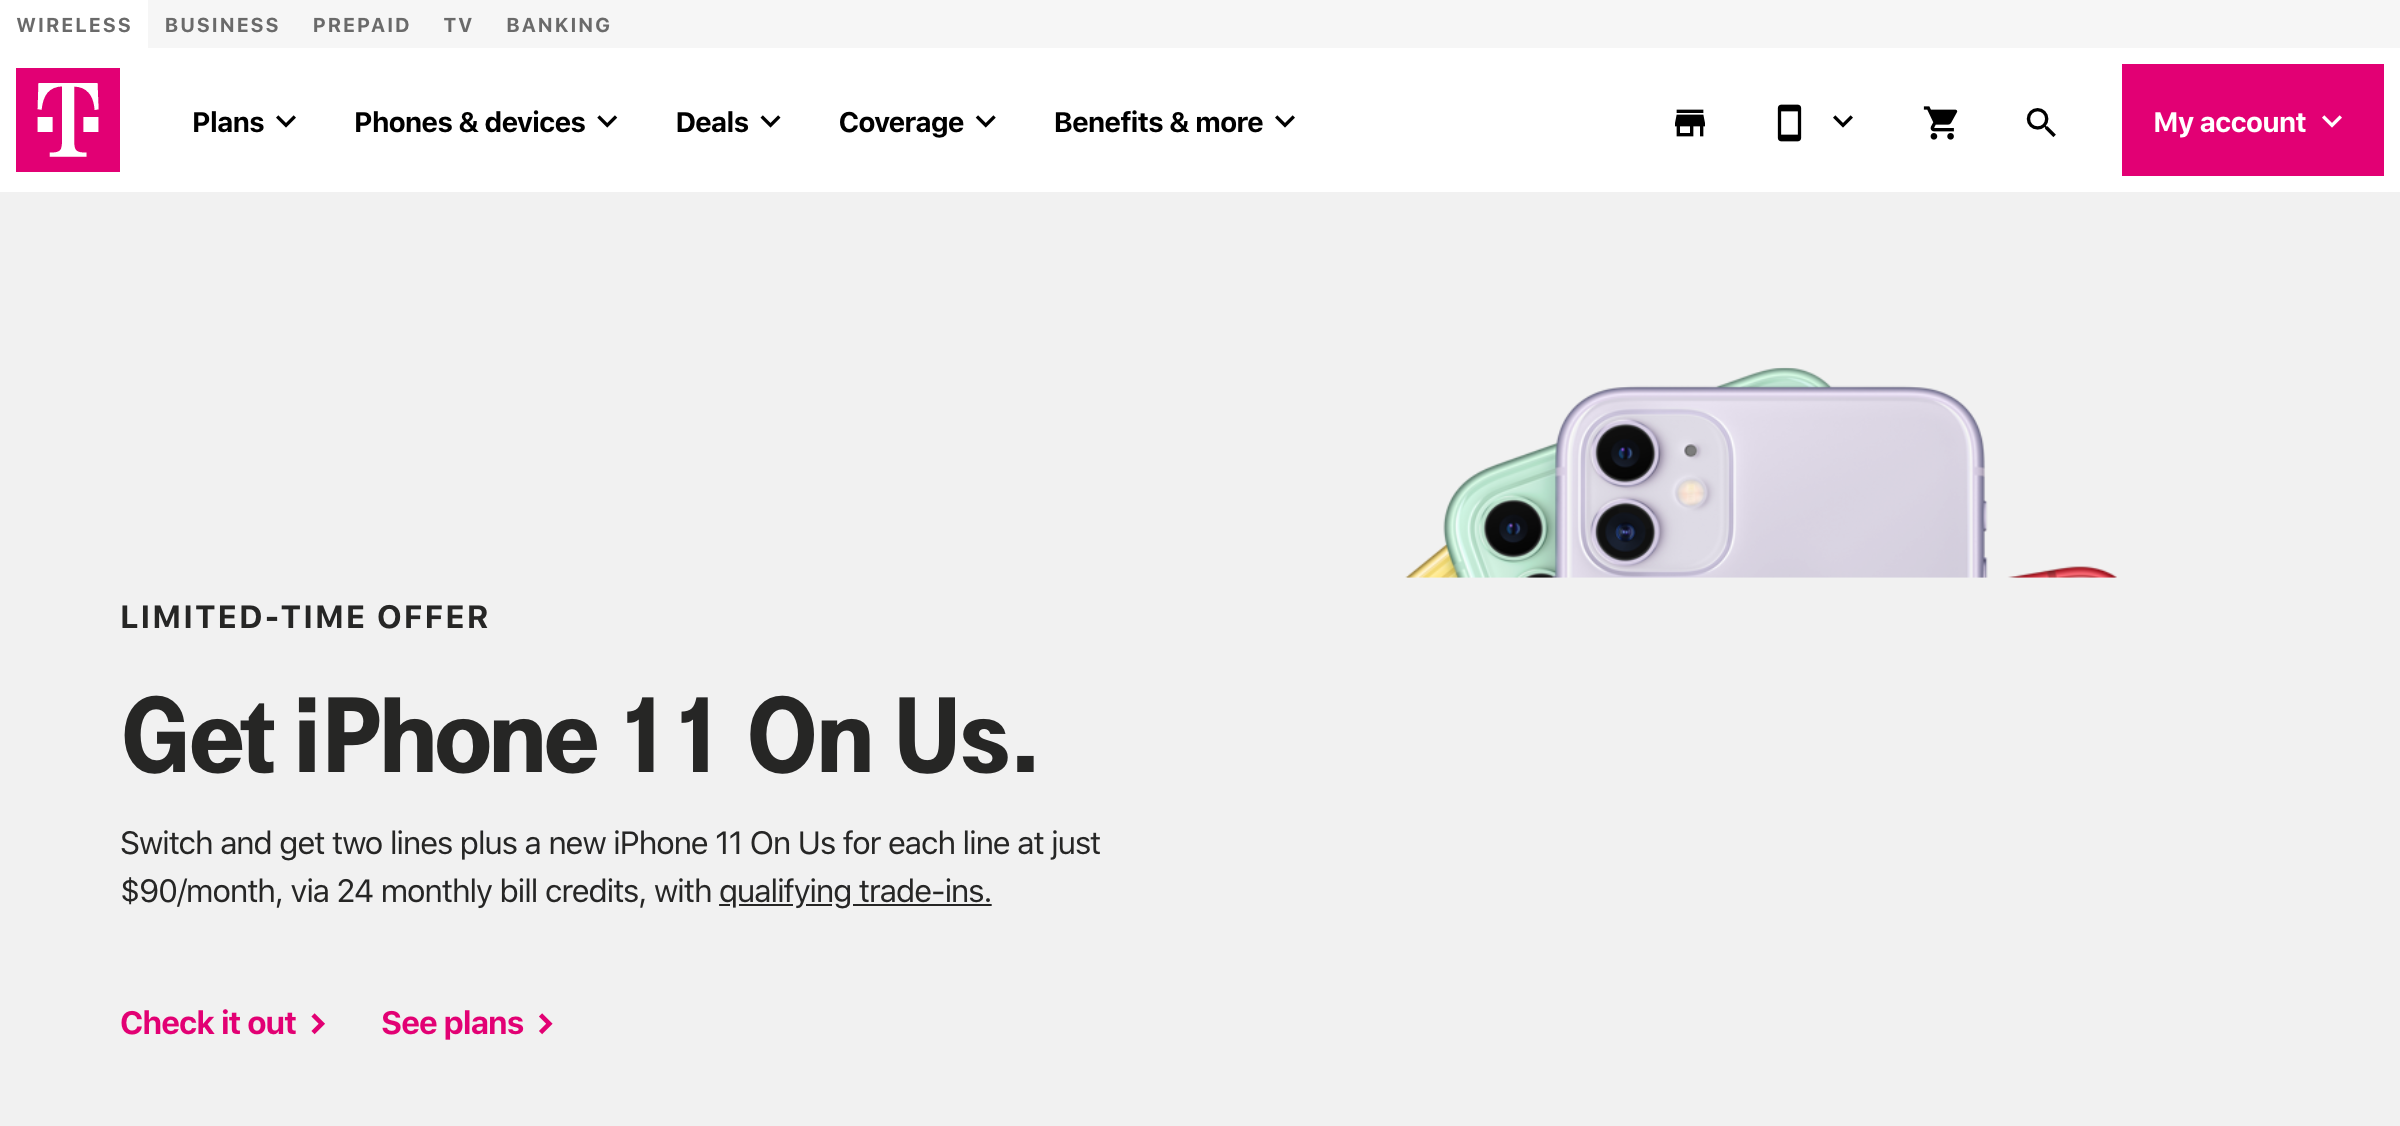 WIRELESS BUSINESS PREPAID TV BANKING
T Plans Phones & devices Deals Coverage Benefits & more My account
LIMITED-TIME OFFER
Get iPhone 11 On Us.
Switch and get two lines plus a new iPhone 11 On Us for each line at just
$90/month, via 24 monthly bill credits, with qualifying trade-ins.
Check it out See plans